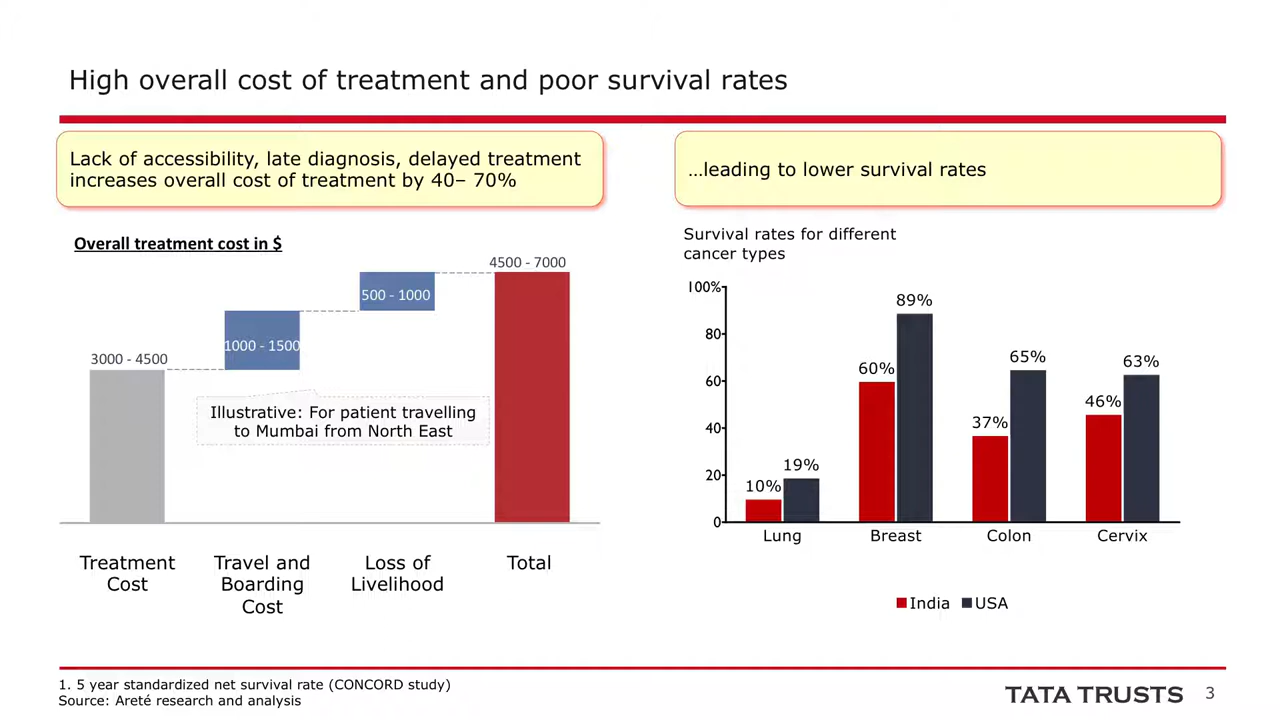 High overall cost of treatment and poor survival rates
Lack of accessibility, late diagnosis, delayed treatment
increases overall cost of treatment by 40– 70%
Overall treatment cost in $
3000 - 4500
1000 - 1500
500 - 1000
4500 - 7000
Illustrative: For patient travelling
to Mumbai from North East
Treatment
Cost
Travel and
Boarding
Cost
Loss of
Livelihood
Total
…leading to lower survival rates
Survival rates for different
cancer types
100%
80
60
40
20
0
10%
19%
60%
89%
37%
65%
46%
63%
Lung
Breast
Colon
Cervix
India
USA
1. 5 year standardized net survival rate (CONCORD study)
Source: Areté research and analysis
TATA TRUSTS
3